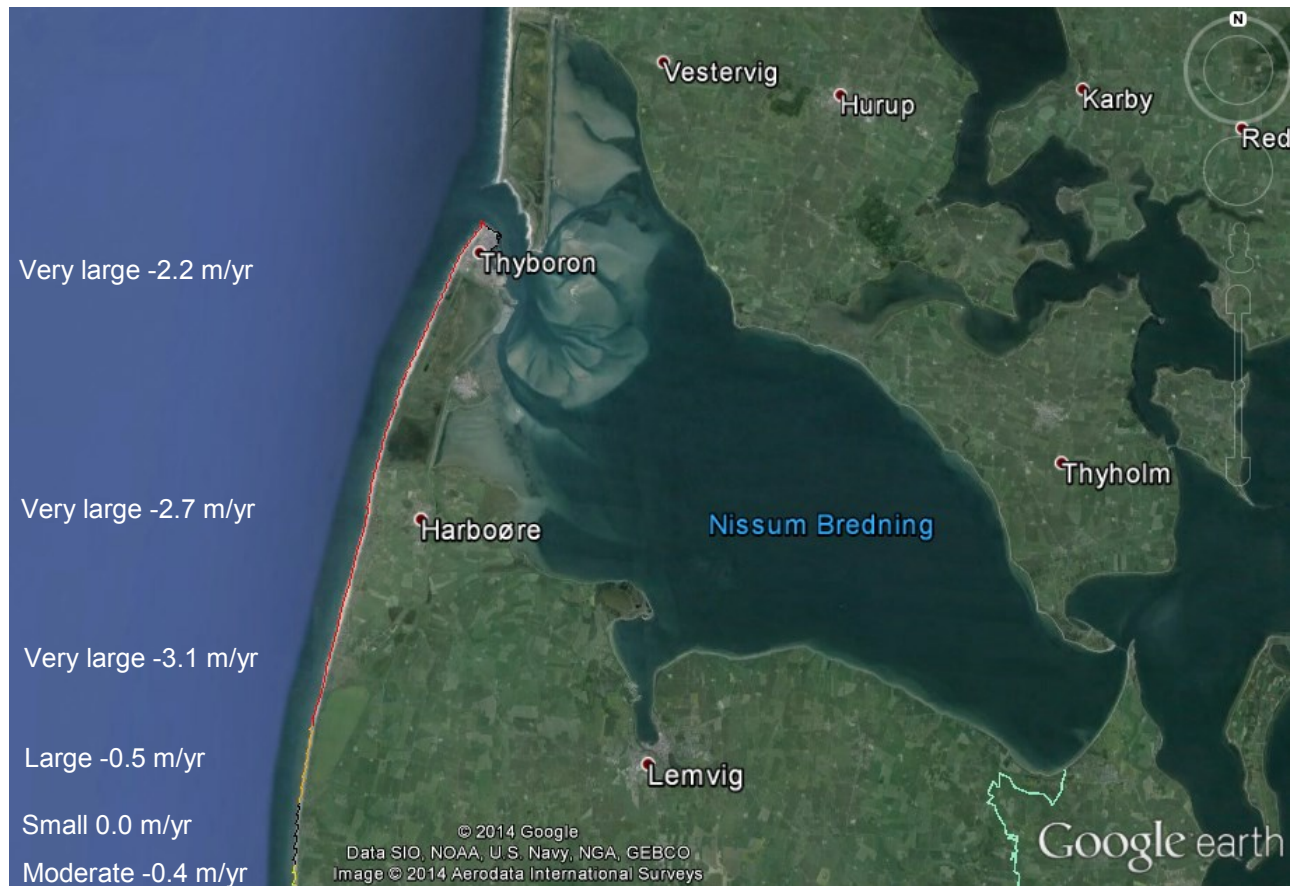 N
Vestervig
Hurup
Karby
Red
Thyboron
Very large -2.2 m/yr
Thyholm
Very large -2.7 m/yr
Harboøre
Nissum Bredning
Very large -3.1 m/yr
Large -0.5 m/yr
Lemvig
Small 0.0 m/yr
© 2014 Google
Data SIO, NOAA, U.S. Navy, NGA, GEBCO
Image © 2014 Aerodata International Surveys
Google earth
Moderate -0.4 m/yr